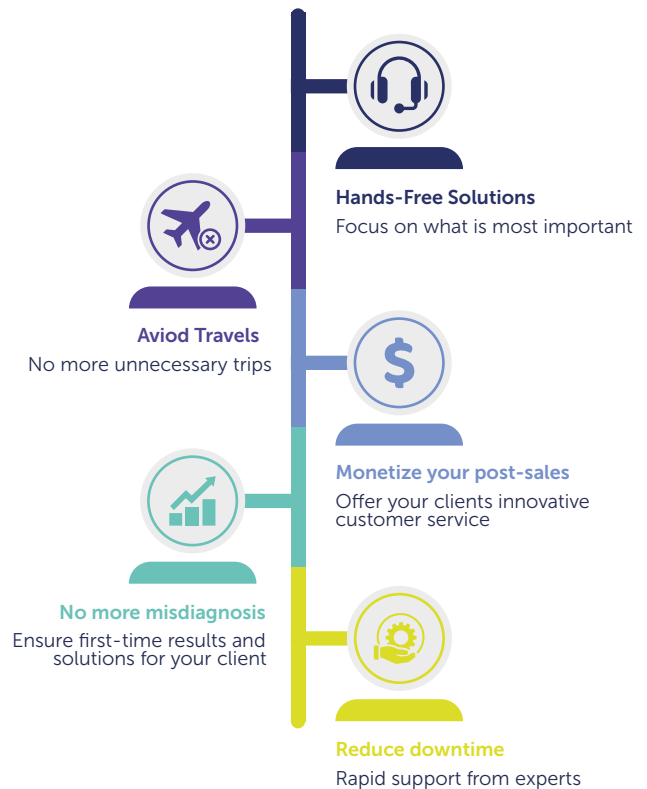 Hands-Free Solutions
Focus on what is most important
Aviod Travels
No more unnecessary trips
Monetize your post-sales
Offer your clients innovative
customer service
No more misdiagnosis
Ensure first-time results and
solutions for your client
Reduce downtime
Rapid support from experts